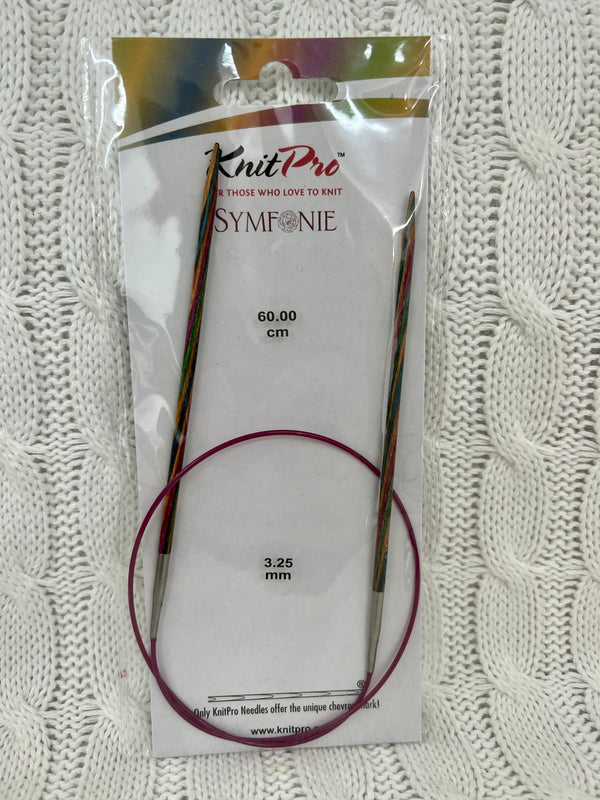 KnitPro™
R THOSE WHO LOVE TO KNIT
SYMFONIE
60.00
cm
3.25
mm
®
Only KnitPro Needles offer the unique chevron mark!
www.knitpro.